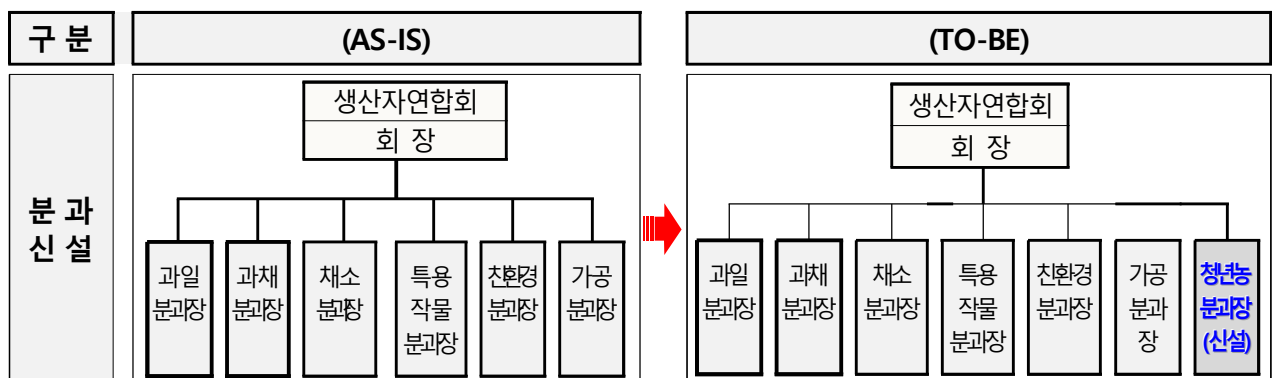 구 분
(AS-IS)
(TO-BE)
분 과
신 설
생산자연합회
회 장
과일
분과장
과채
분과장
채소
분과장
특용
작물
분과장
친환경
분과장
가공
분과장
생산자연합회
회 장
과일
분과장
과채
분과장
채소
분과장
특용
작물
분과장
친환경
분과장
가공
분과
장
청년농
분과장
(신설)